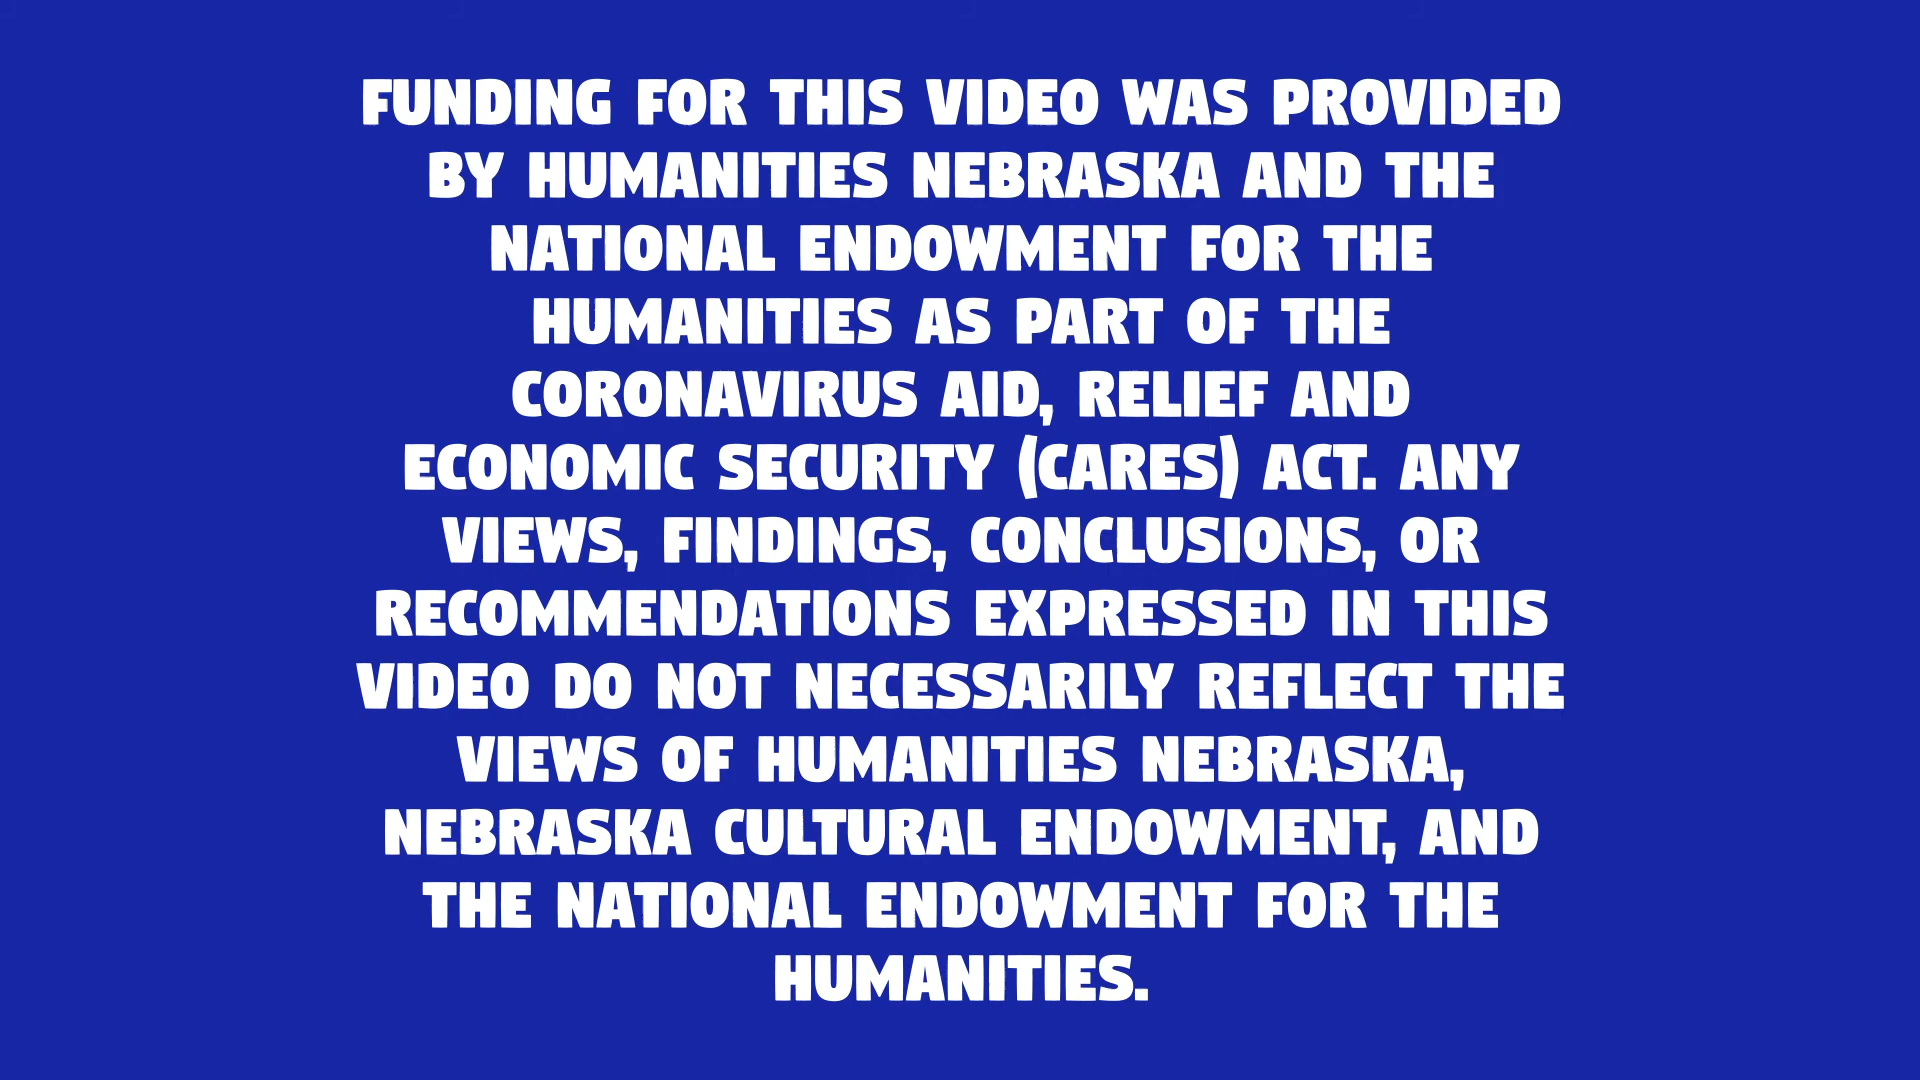 FUNDING FOR THIS VIDEO WAS PROVIDED
BY HUMANITIES NEBRASKA AND THE
NATIONAL ENDOWMENT FOR THE
HUMANITIES AS PART OF THE
CORONAVIRUS AID, RELIEF AND
ECONOMIC SECURITY (CARES) ACT. ANY
VIEWS, FINDINGS, CONCLUSIONS, OR
RECOMMENDATIONS EXPRESSED IN THIS
VIDEO DO NOT NECESSARILY REFLECT THE
VIEWS OF HUMANITIES NEBRASKA,
NEBRASKA CULTURAL ENDOWMENT, AND
THE NATIONAL ENDOWMENT FOR THE
HUMANITIES.